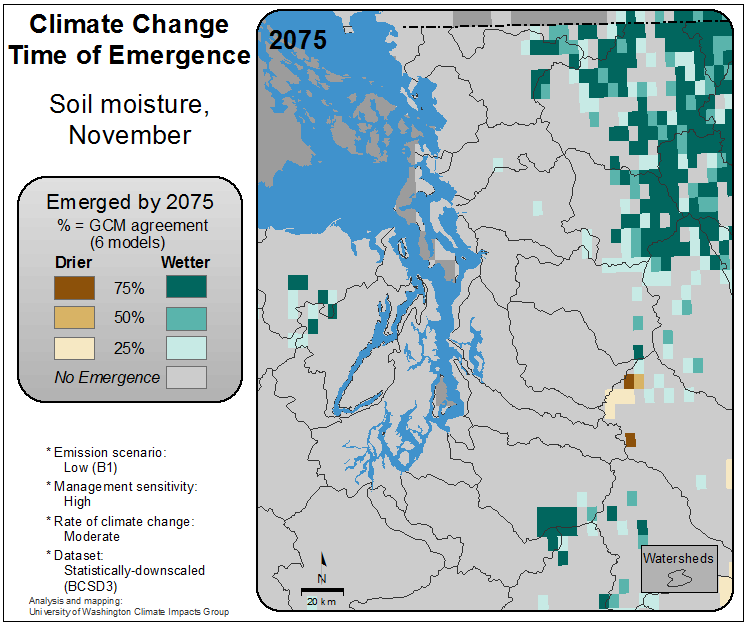 Climate Change
Time of Emergence
Soil moisture,
November
Emerged by 2075
% = GCM agreement
(6 models)
Drier Wetter
75%
50%
25%
No Emergence
* Emission scenario:
Low (B1)
* Management sensitivity:
High
* Rate of climate change:
Moderate
* Dataset:
Statistically-downscaled
(BCSD3)
Analysis and mapping:
University of Washington Climate Impacts Group
2075
N
20 km
Watersheds